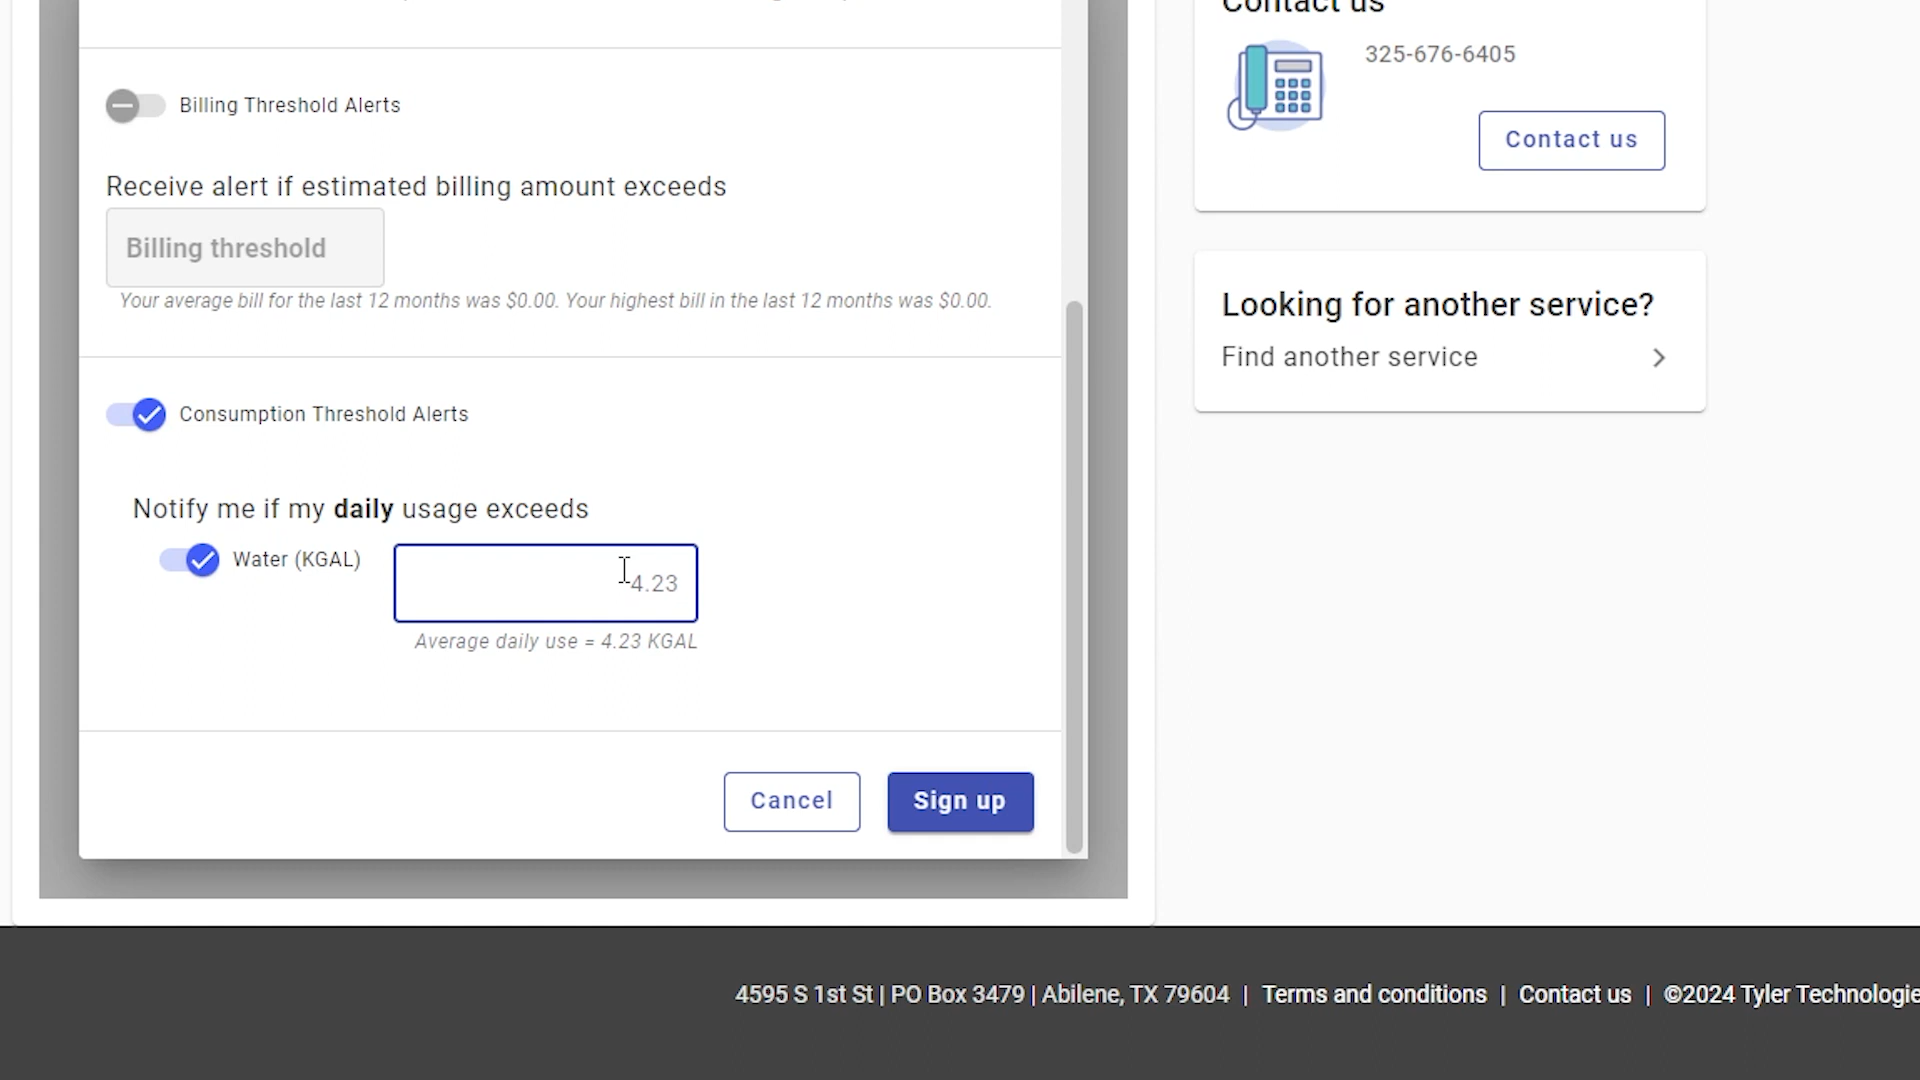 Contact us
325-676-6405
Contact us
Billing Threshold Alerts
Receive alert if estimated billing amount exceeds
Billing threshold
Your average bill for the last 12 months was $0.00. Your highest bill in the last 12 months was $0.00.
Looking for another service?
Find another service
Consumption Threshold Alerts
Notify me if my daily usage exceeds
Water (KGAL)
4.23
Average daily use = 4.23 KGAL
Cancel
Sign up
4595 S 1st St | PO Box 3479 | Abilene, TX 79604 | Terms and conditions | Contact us | ©2024 Tyler Technologie